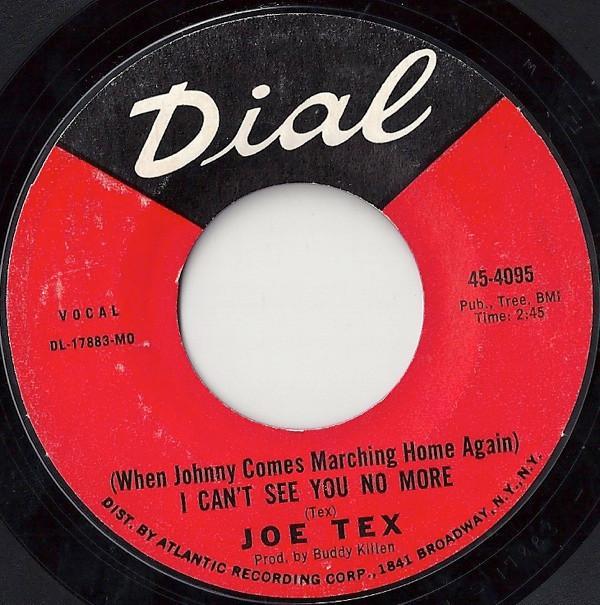 Dial
VOCAL
DL-17883-MO
45-4095
Pub., Tree, BMI
Time: 2:45
(When Johnny Comes Marching Home Again)
I CAN'T SEE YOU NO MORE
(Tex)
JOE TEX
Prod. by Buddy Killen
DIST. BY ATLANTIC RECORDING CORP., 1841 BROADWAY, N.Y., N.Y.